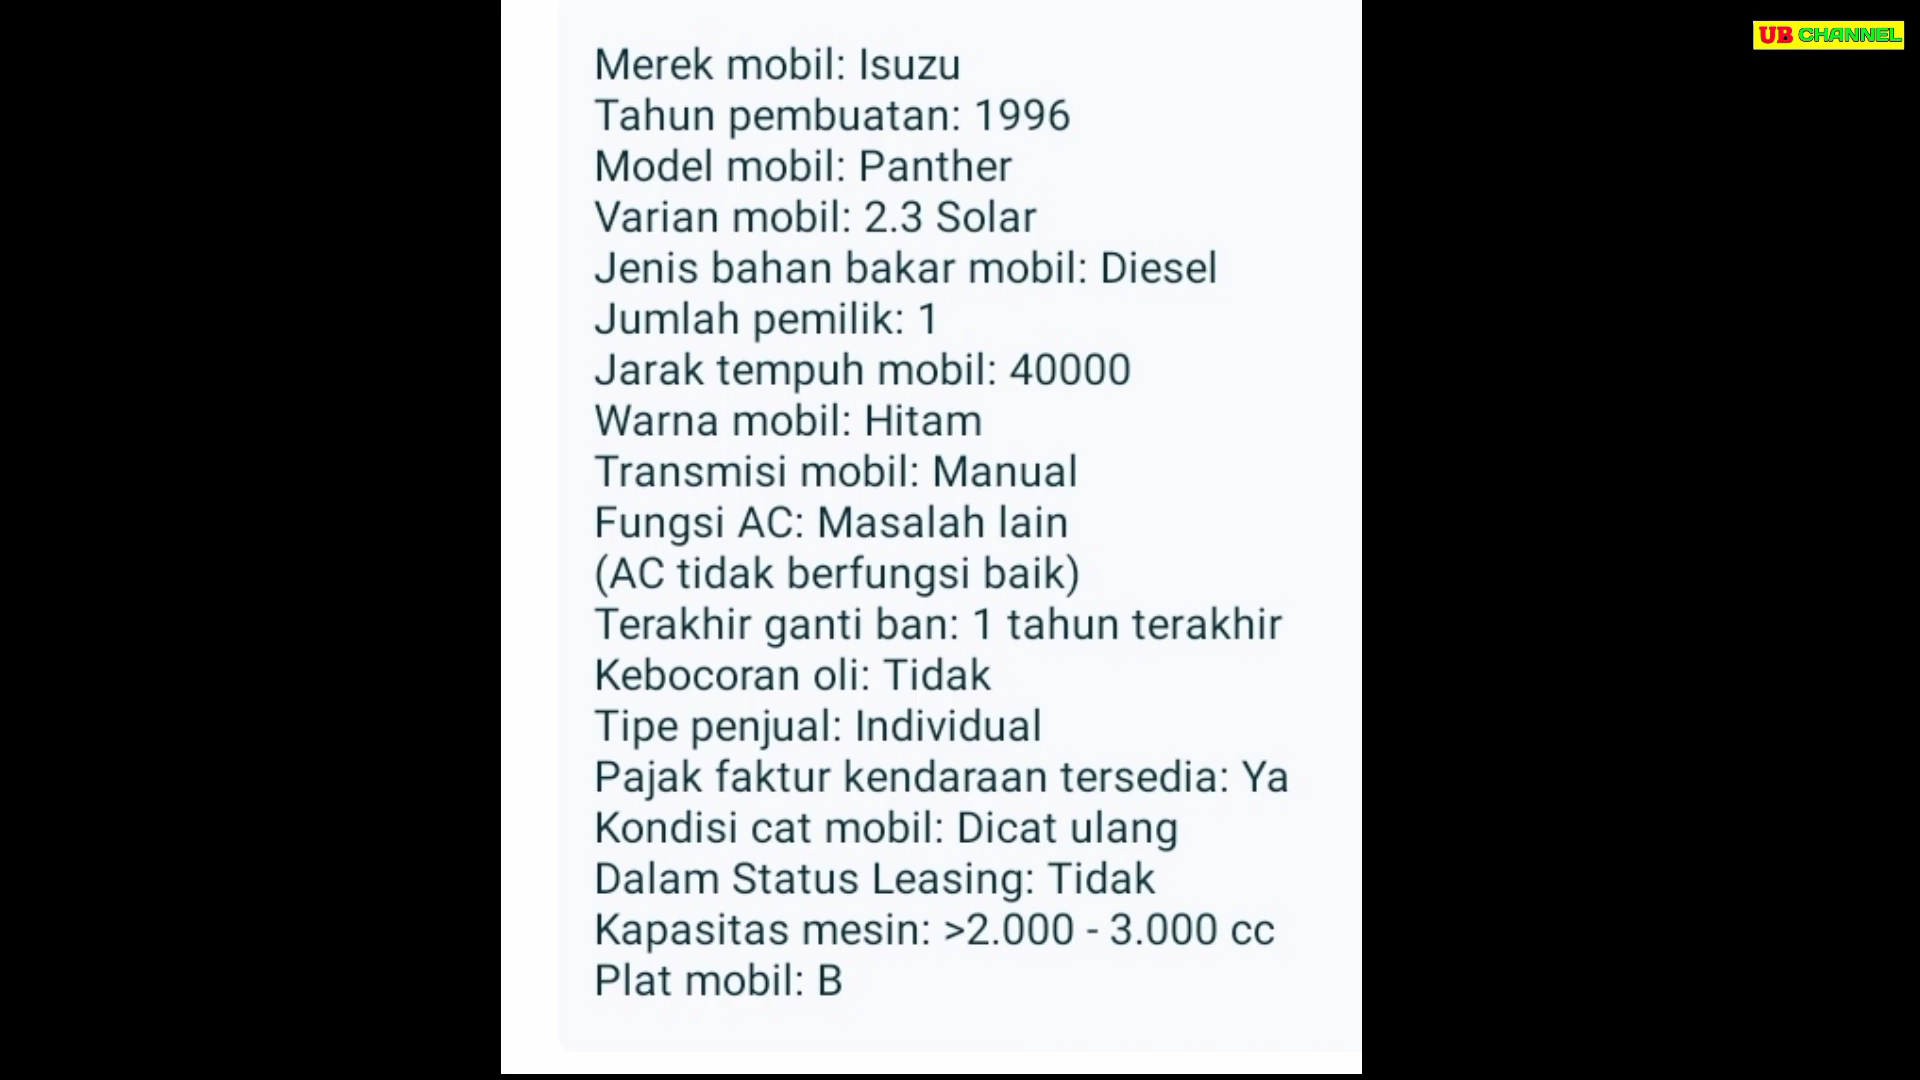 UB CHANNEL
Merek mobil: Isuzu
Tahun pembuatan: 1996
Model mobil: Panther
Varian mobil: 2.3 Solar
Jenis bahan bakar mobil: Diesel
Jumlah pemilik: 1
Jarak tempuh mobil: 40000
Warna mobil: Hitam
Transmisi mobil: Manual
Fungsi AC: Masalah lain
(AC tidak berfungsi baik)
Terakhir ganti ban: 1 tahun terakhir
Kebocoran oli: Tidak
Tipe penjual: Individual
Pajak faktur kendaraan tersedia: Ya
Kondisi cat mobil: Dicat ulang
Dalam Status Leasing: Tidak
Kapasitas mesin: >2.000 - 3.000 cc
Plat mobil: B